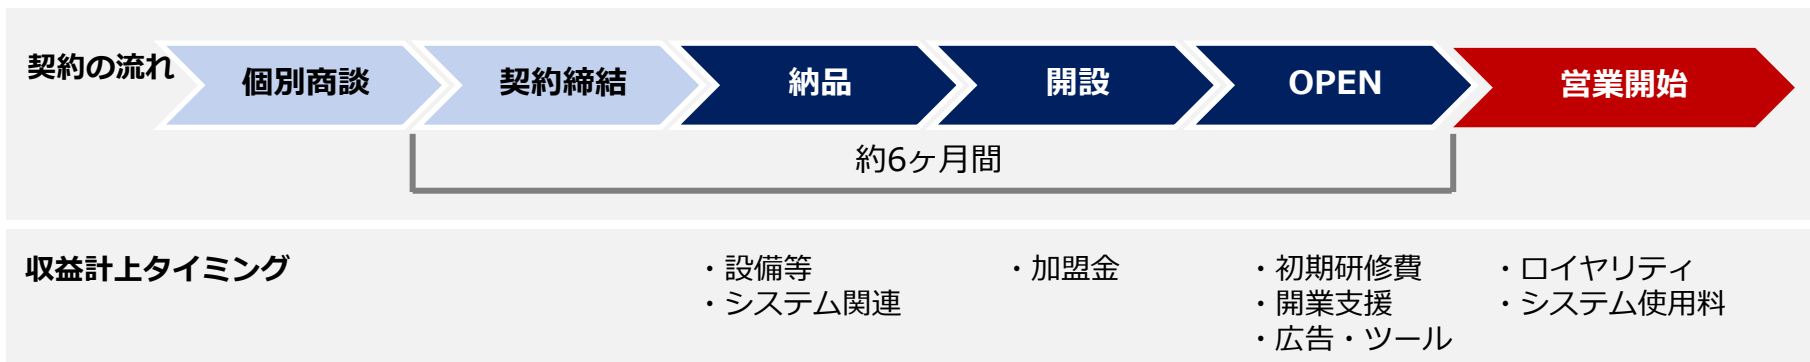 契約の流れ
個別商談
契約締結
納品
開設
OPEN
営業開始
約6ヶ月間
収益計上タイミング
・設備等
・システム関連
・加盟金
・初期研修費
・開業支援
・広告・ツール
・ロイヤリティ
・システム使用料